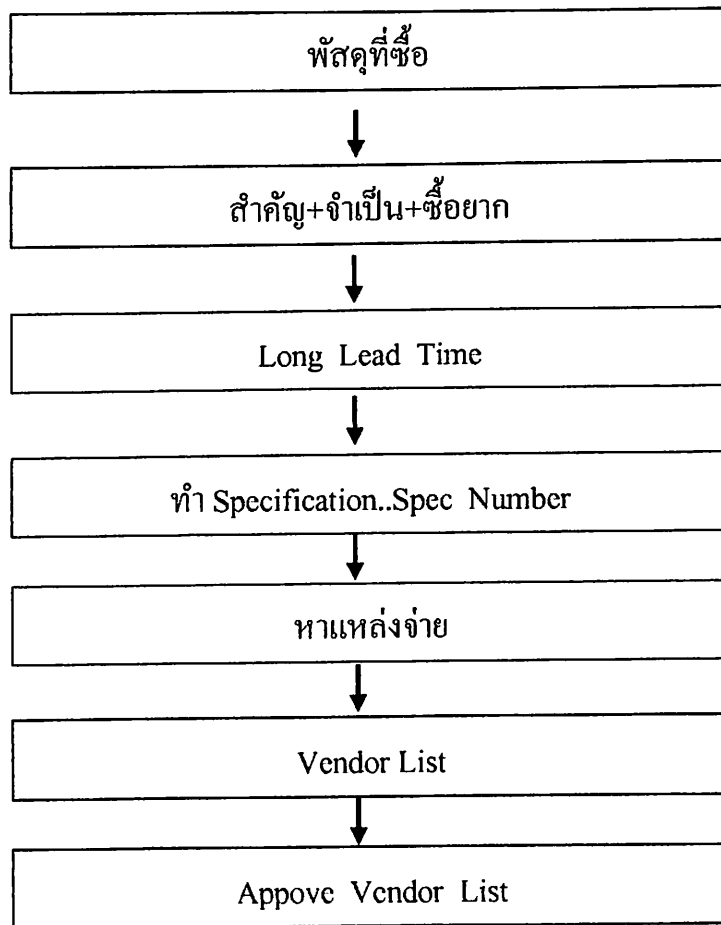 พัสดุที่ซื้อ
สำคัญ+จำเป็น+ซื้อยาก
Long Lead Time
ทำ Specification..Spec Number
หาแหล่งจ่าย
Vendor List
Appove Vendor List